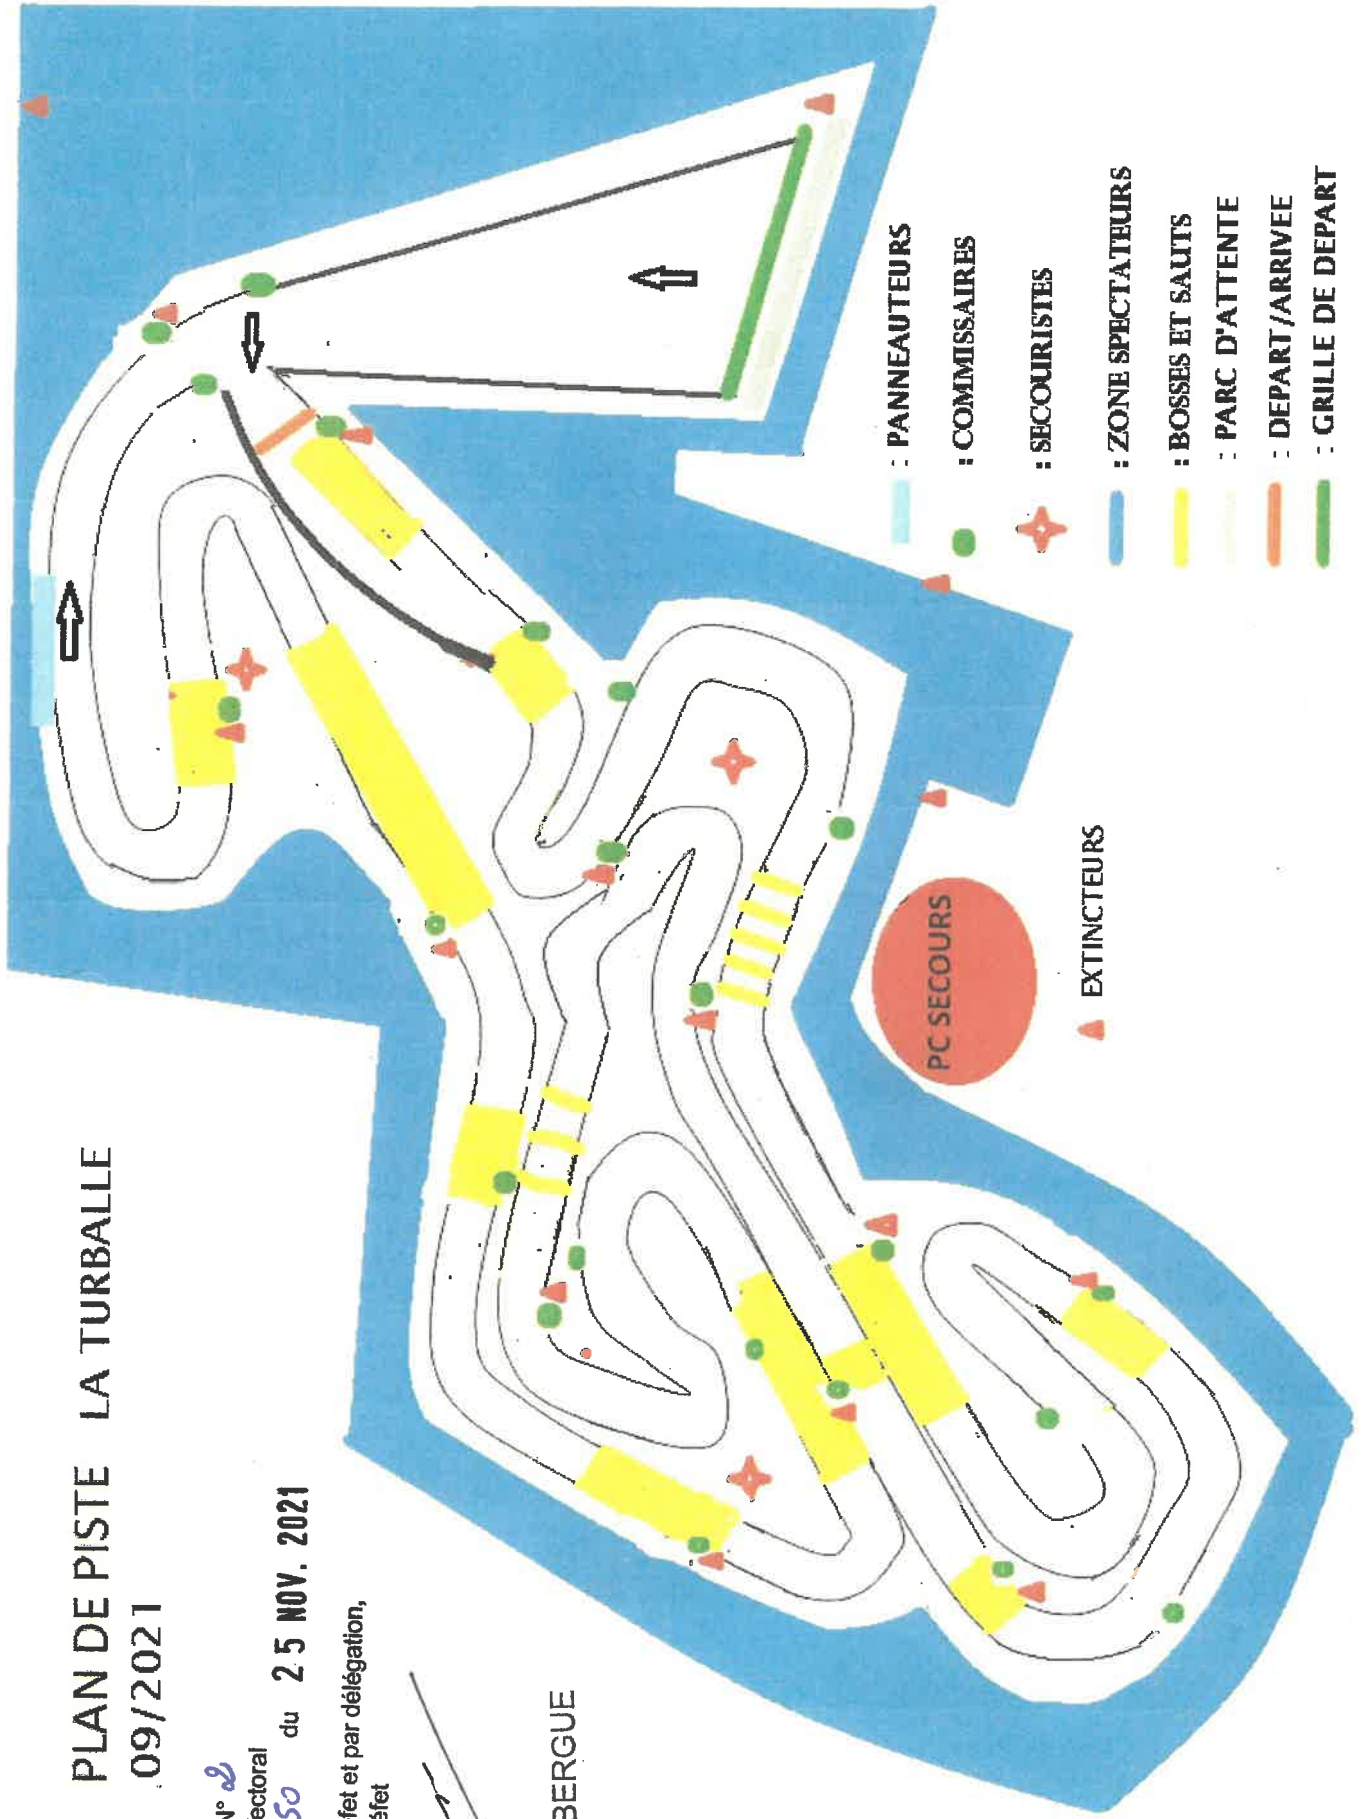 PLAN DE PISTE LA TURBALLE
09/2021
N° 2
ectoral
50 du 25 NOV. 2021
fet et par délégation,
éfet
BERGUE
: PANNEAUTEURS
: COMMISSAIRES
: SECOURISTES
: ZONE SPECTATEURS
: BOSSES ET SAUTS
: PARC D'ATTENTE
: DEPART/ARRIVEE
: GRILLE DE DEPART
PC SECOURS
EXTINCTEURS